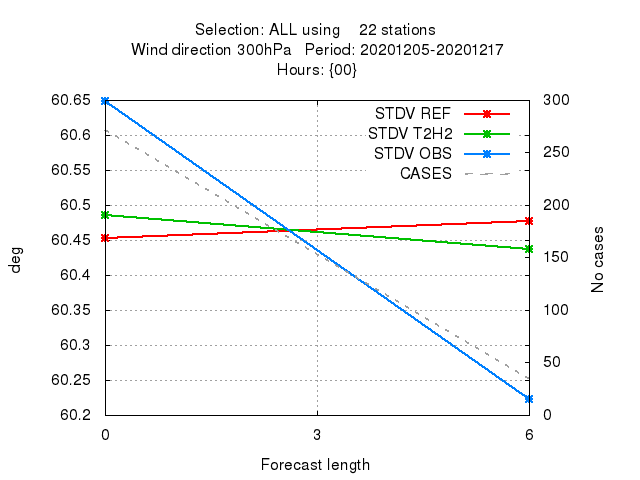 Selection: ALL using    22 stations
Wind direction 300hPa   Period: 20201205-20201217
Hours: {00}
STDV REF
STDV T2H2
STDV OBS
CASES
60.65
60.6
60.55
60.5
60.45
60.4
60.35
60.3
60.25
60.2
300
250
200
150
100
50
0
deg
No cases
0 3 6
Forecast length